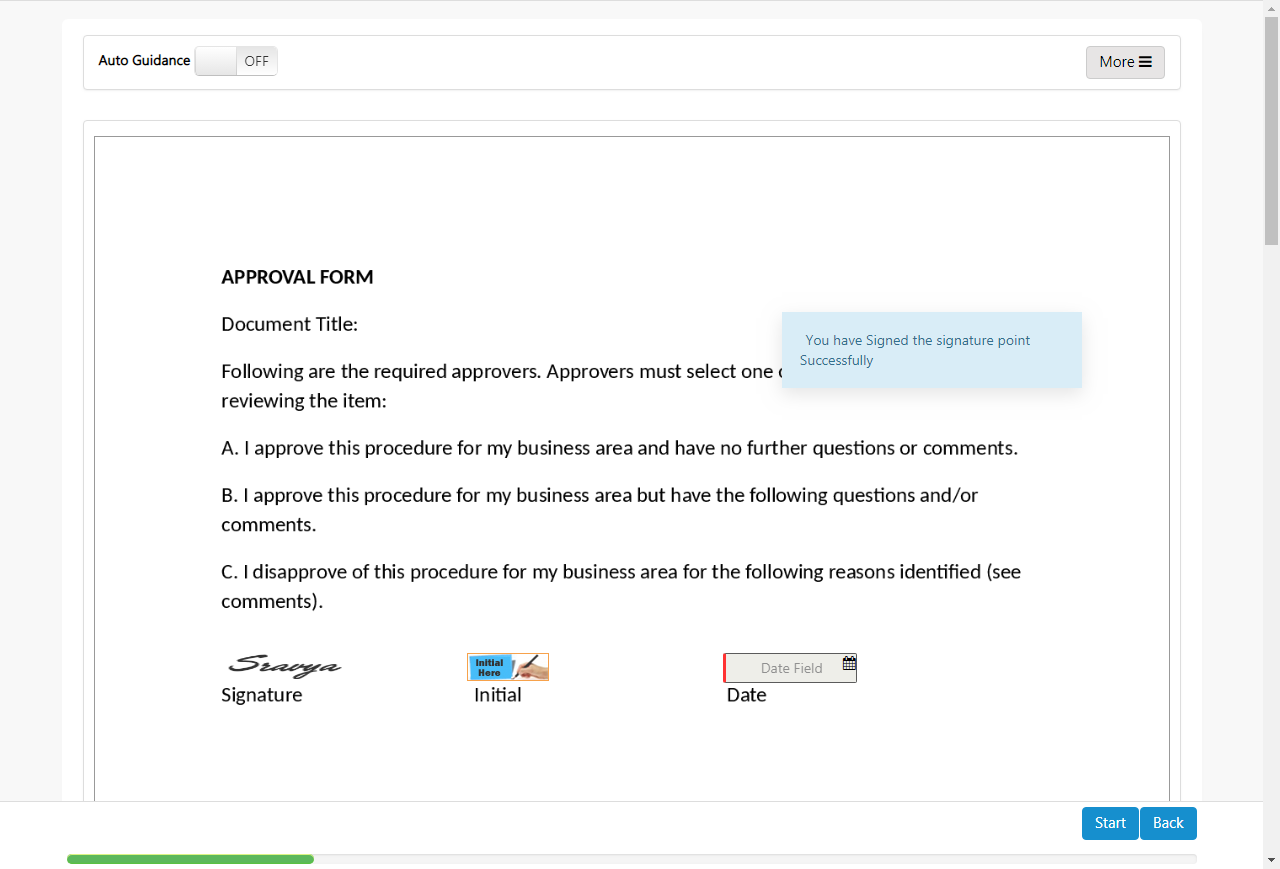 Auto Guidance OFF More
APPROVAL FORM
Document Title:
You have Signed the signature point
Successfully
Following are the required approvers. Approvers must select one
reviewing the item:
A. I approve this procedure for my business area and have no further questions or comments.
B. I approve this procedure for my business area but have the following questions and/or
comments.
C. I disapprove of this procedure for my business area for the following reasons identified (see
comments).
Sravya Initial Here Date Field
Signature Initial Date
Start Back